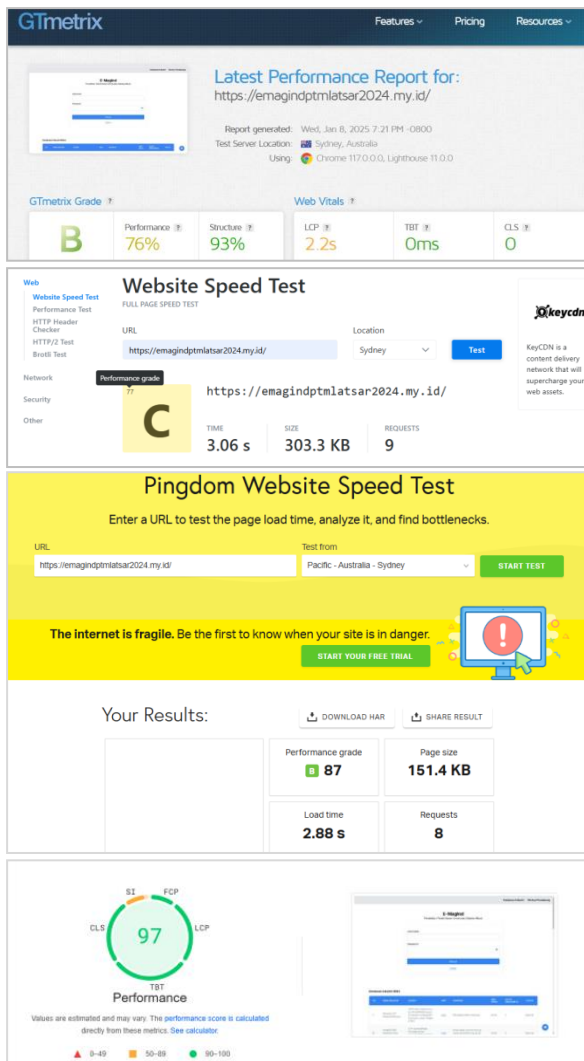 GTmetrix
Features Pricing Resources
Latest Performance Report for:
https://emagindptmlatsar2024.my.id/
Report generated: Wed, Jan 8, 2025 7:21 PM -0800
Test Server Location: Sydney, Australia
Using: Chrome 117.0.0.0, Lighthouse 11.0.0
GTmetrix Grade ? Web Vitals ?
B
Performance ? Structure ? LCP ? TBT ? CLS ?
76% 93% 2.2s 0ms 0
Web
Website Speed Test
Performance Test
HTTP Header
Checker
HTTP/2 Test
Brotli Test
Network
Security
Other
Website Speed Test
FULL PAGE SPEED TEST
URL Location
https://emagindptmlatsar2024.my.id/ Sydney Test
Performance grade
77
C
https://emagindptmlatsar2024.my.id/
TIME SIZE REQUESTS
3.06 s 303.3 KB 9
keycdn
KeyCDN is a
content delivery
network that will
supercharge your
web assets.
Pingdom Website Speed Test
Enter a URL to test the page load time, analyze it, and find bottlenecks.
URL Test from
https://emagindptmlatsar2024.my.id/ Pacific - Australia - Sydney START TEST
The internet is fragile. Be the first to know when your site is in danger.
START YOUR FREE TRIAL
Your Results:
DOWNLOAD HAR SHARE RESULT
Performance grade Page size
B 87 151.4 KB
Load time Requests
2.88 s 8
SI FCP
CLS LCP
97
TBT
Performance
Values are estimated and may vary. The performance score is calculated
directly from these metrics. See calculator.
0-49 50-89 90-100
E-Magind